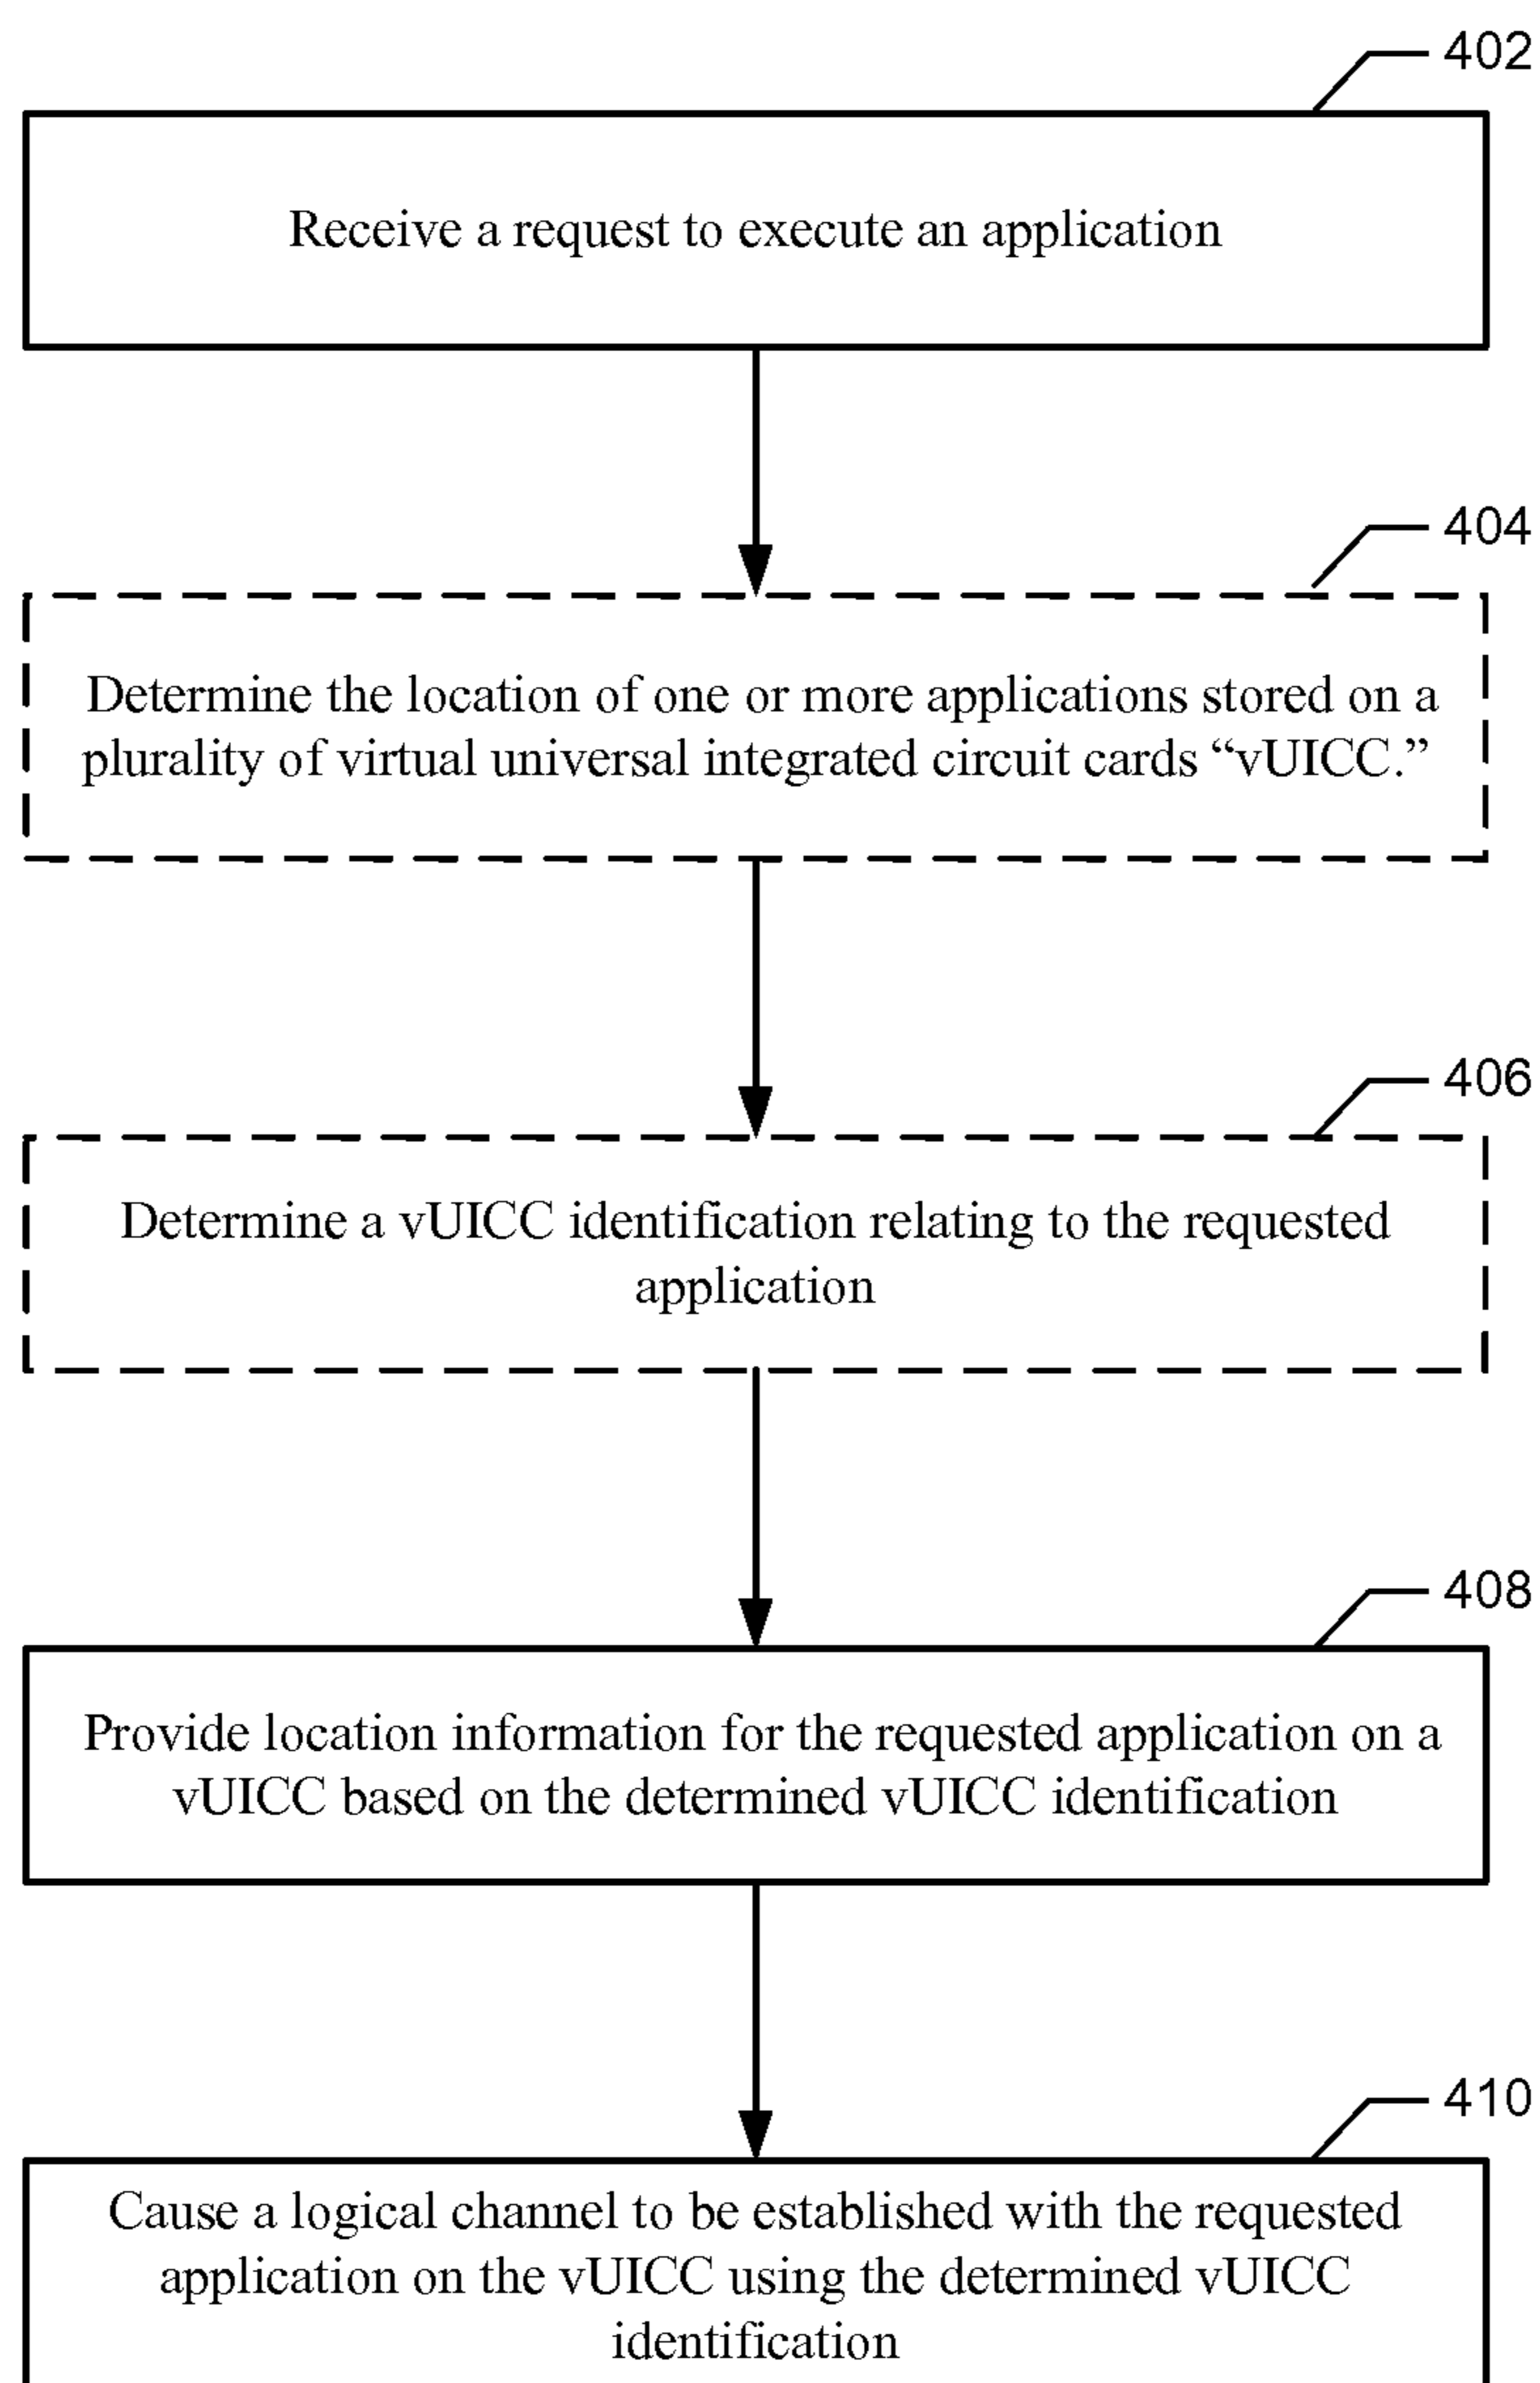 402
Receive a request to execute an application
404
Determine the location of one or more applications stored on a
plurality of virtual universal integrated circuit cards “vUICC.”
406
Determine a vUICC identification relating to the requested
application
408
Provide location information for the requested application on a
vUICC based on the determined vUICC identification
410
Cause a logical channel to be established with the requested
application on the vUICC using the determined vUICC
identification